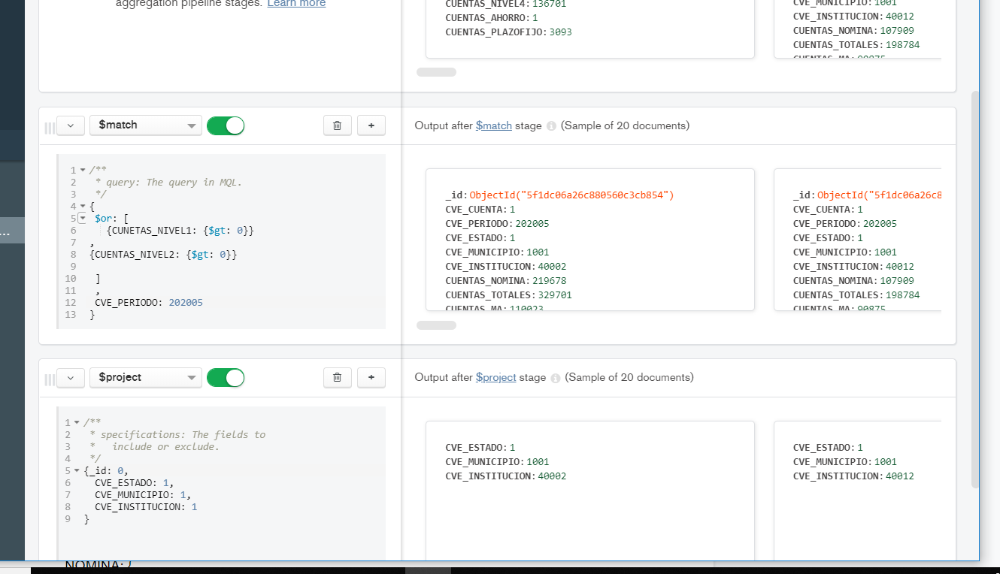 aggregation pipeline stages. Learn more
CUENTAS_NIVEL4: 136701
CUENTAS_AHORRO: 1
CUENTAS_PLAZOFIJO: 3093
CVE_MUNICIPIO: 1001
CVE_INSTITUCION: 40012
CUENTAS_NOMINA: 107909
CUENTAS_TOTALES: 198784
CUENTAS_MA: 90875
$match
Output after $match stage (Sample of 20 documents)
1 /**
2 * query: The query in MQL.
3 */
4 {
5 $or: [
6 {CUNETAS_NIVEL1: {$gt: 0}}
7 ,
8 {CUENTAS_NIVEL2: {$gt: 0}}
9
10 ]
11 ,
12 CVE_PERIODO: 202005
13 }
_id: ObjectId("5f1dc06a26c880560c3cb854")
CVE_CUENTA: 1
CVE_PERIODO: 202005
CVE_ESTADO: 1
CVE_MUNICIPIO: 1001
CVE_INSTITUCION: 40002
CUENTAS_NOMINA: 219678
CUENTAS_TOTALES: 329701
CUENTAS_MA: 110023
_id: ObjectId("5f1dc06a26c8
CVE_CUENTA: 1
CVE_PERIODO: 202005
CVE_ESTADO: 1
CVE_MUNICIPIO: 1001
CVE_INSTITUCION: 40012
CUENTAS_NOMINA: 107909
CUENTAS_TOTALES: 198784
CUENTAS_MA: 90875
$project
Output after $project stage (Sample of 20 documents)
1 /**
2 * specifications: The fields to
3 * include or exclude.
4 */
5 {_id: 0,
6 CVE_ESTADO: 1,
7 CVE_MUNICIPIO: 1,
8 CVE_INSTITUCION: 1
9 }
CVE_ESTADO: 1
CVE_MUNICIPIO: 1001
CVE_INSTITUCION: 40002
CVE_ESTADO: 1
CVE_MUNICIPIO: 1001
CVE_INSTITUCION: 40012
...
NOMINA: